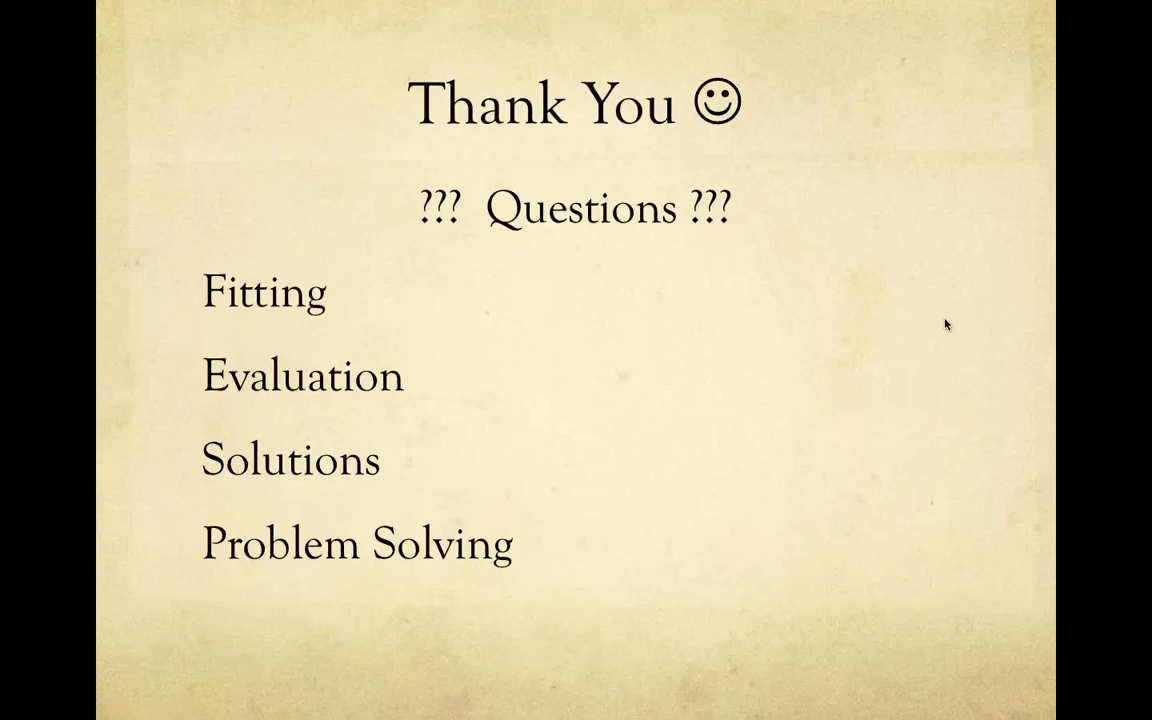 Thank You ☺
??? Questions ???
Fitting
Evaluation
Solutions
Problem Solving